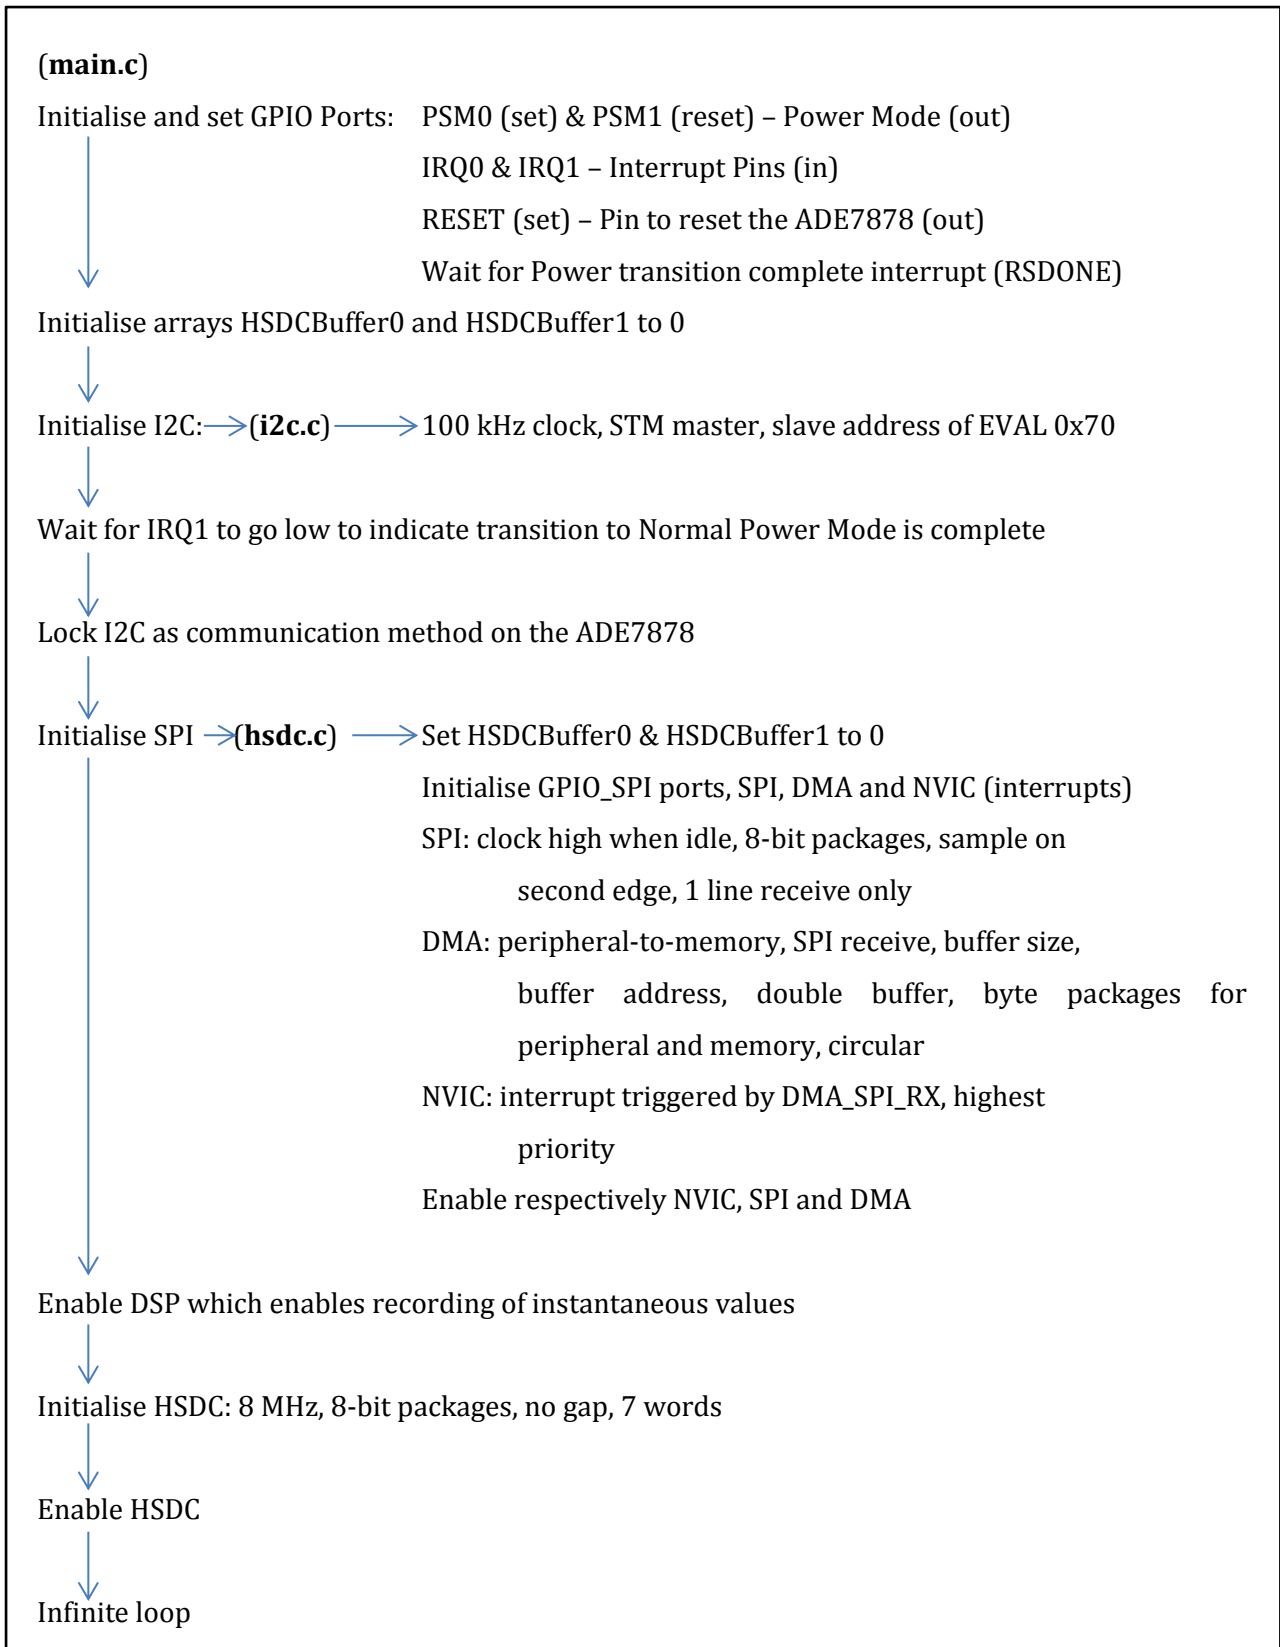 (main.c)
Initialise and set GPIO Ports: PSM0 (set) & PSM1 (reset) – Power Mode (out)
IRQ0 & IRQ1 – Interrupt Pins (in)
RESET (set) – Pin to reset the ADE7878 (out)
Wait for Power transition complete interrupt (RSDONE)
Initialise arrays HSDCBuffer0 and HSDCBuffer1 to 0
Initialise I2C: (i2c.c) 100 kHz clock, STM master, slave address of EVAL 0x70
Wait for IRQ1 to go low to indicate transition to Normal Power Mode is complete
Lock I2C as communication method on the ADE7878
Initialise SPI (hsdc.c) Set HSDCBuffer0 & HSDCBuffer1 to 0
Initialise GPIO_SPI ports, SPI, DMA and NVIC (interrupts)
SPI: clock high when idle, 8-bit packages, sample on
second edge, 1 line receive only
DMA: peripheral-to-memory, SPI receive, buffer size,
buffer address, double buffer, byte packages for
peripheral and memory, circular
NVIC: interrupt triggered by DMA_SPI_RX, highest
priority
Enable respectively NVIC, SPI and DMA
Enable DSP which enables recording of instantaneous values
Initialise HSDC: 8 MHz, 8-bit packages, no gap, 7 words
Enable HSDC
Infinite loop